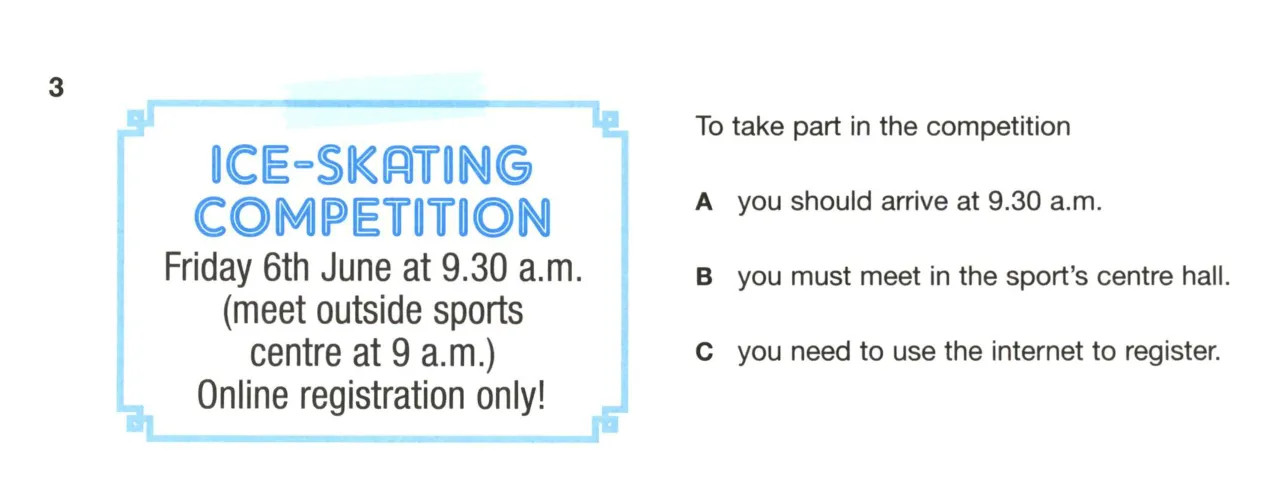 3
ICE-SKATING
COMPETITION
Friday 6th June at 9.30 a.m.
(meet outside sports
centre at 9 a.m.)
Online registration only!
To take part in the competition
A you should arrive at 9.30 a.m.
B you must meet in the sport's centre hall.
C you need to use the internet to register.